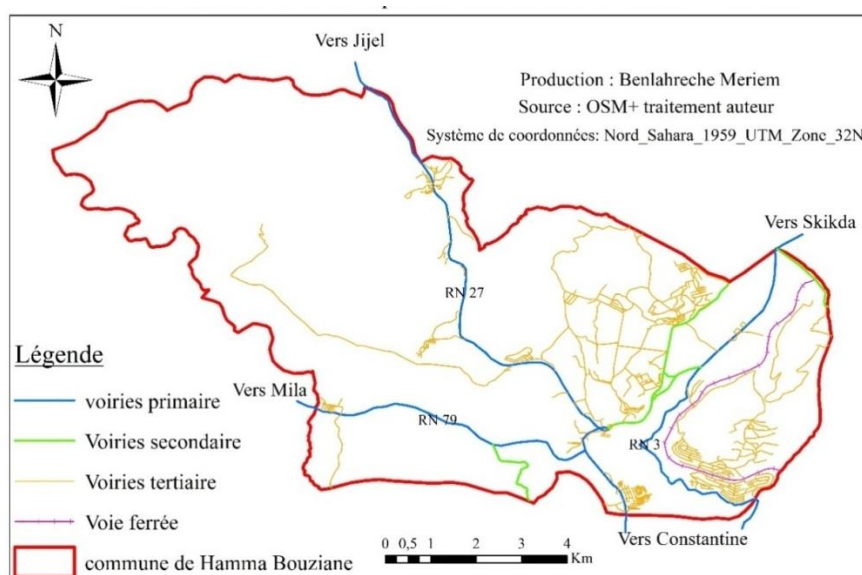 N
Vers Jijel
Production : Benlahreche Meriem
Source : OSM+ traitement auteur
Système de coordonnées: Nord_Sahara_1959_UTM_Zone_32N
Vers Skikda
RN 27
Vers Mila
RN 79
RN 3
Vers Constantine
Légende
voiries primaire
Voiries secondaire
Voiries tertiaire
Voie ferrée
commune de Hamma Bouziane
0 0,5 1 2 3 4
Km